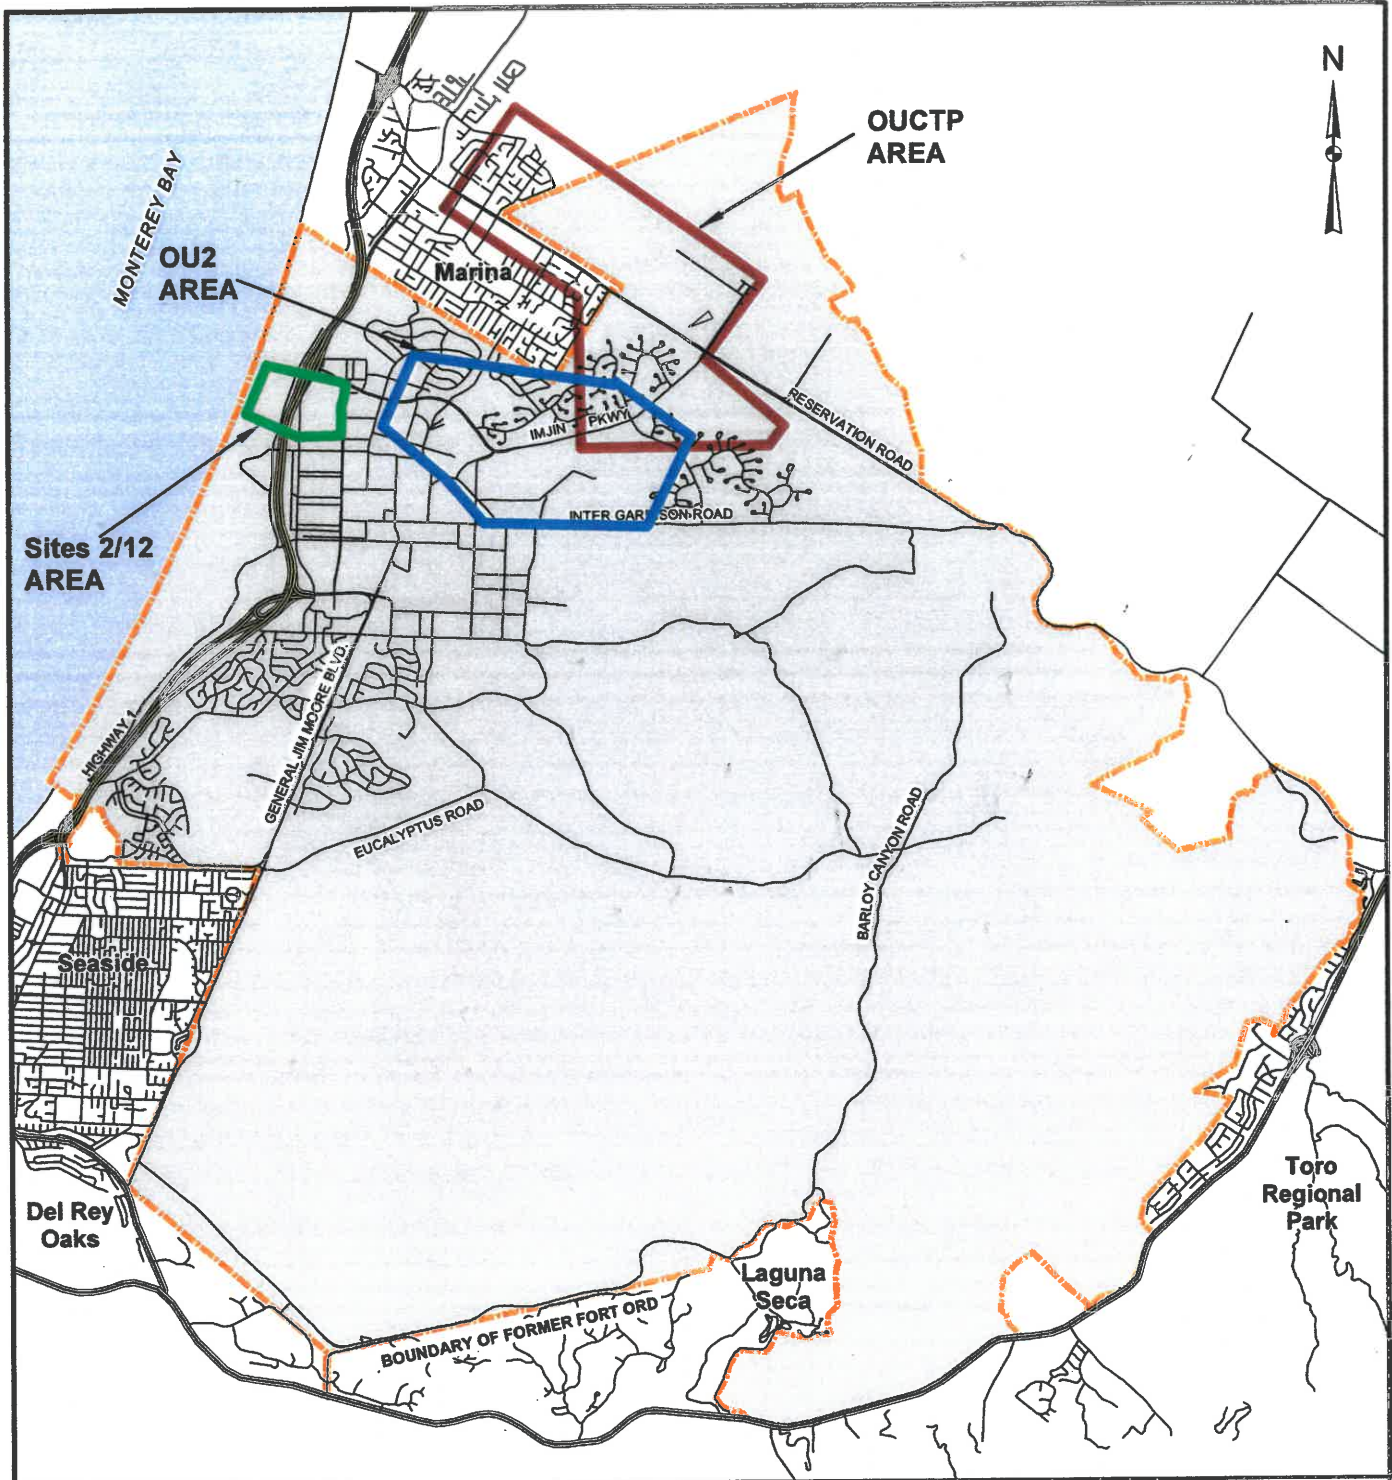 N
OUCTP
AREA
MONTEREY BAY
OU2
AREA
Marina
IMJIN PKWY
RESERVATION ROAD
INTER GARRISON ROAD
Sites 2/12
AREA
HIGHWAY 1
GENERAL JIM MOORE BLVD.
EUCALYPTUS ROAD
BARLOY CANYON ROAD
Seaside
Del Rey
Oaks
Toro
Regional
Park
Laguna
Seca
BOUNDARY OF FORMER FORT ORD